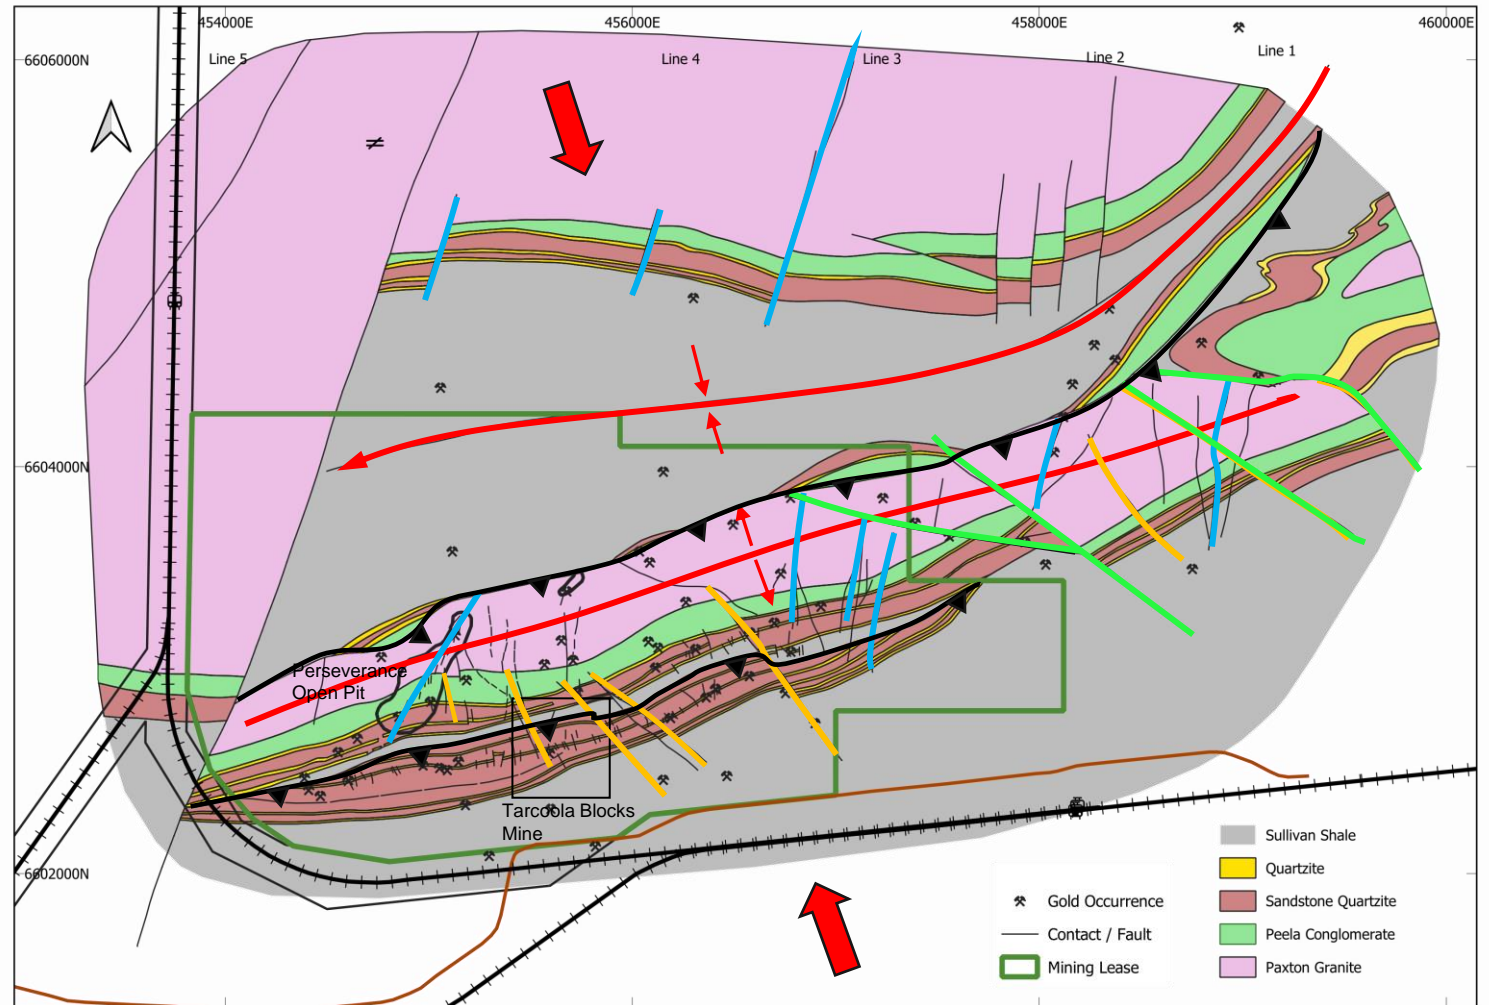 454000E
456000E
458000E
460000E
6606000N
Line 5
Line 4
Line 3
Line 2
Line 1
6604000N
Perseverance
Open Pit
Tarcoola Blocks
Mine
6602000N
Sullivan Shale
Quartzite
Gold Occurrence
Sandstone Quartzite
Contact / Fault
Peela Conglomerate
Mining Lease
Paxton Granite